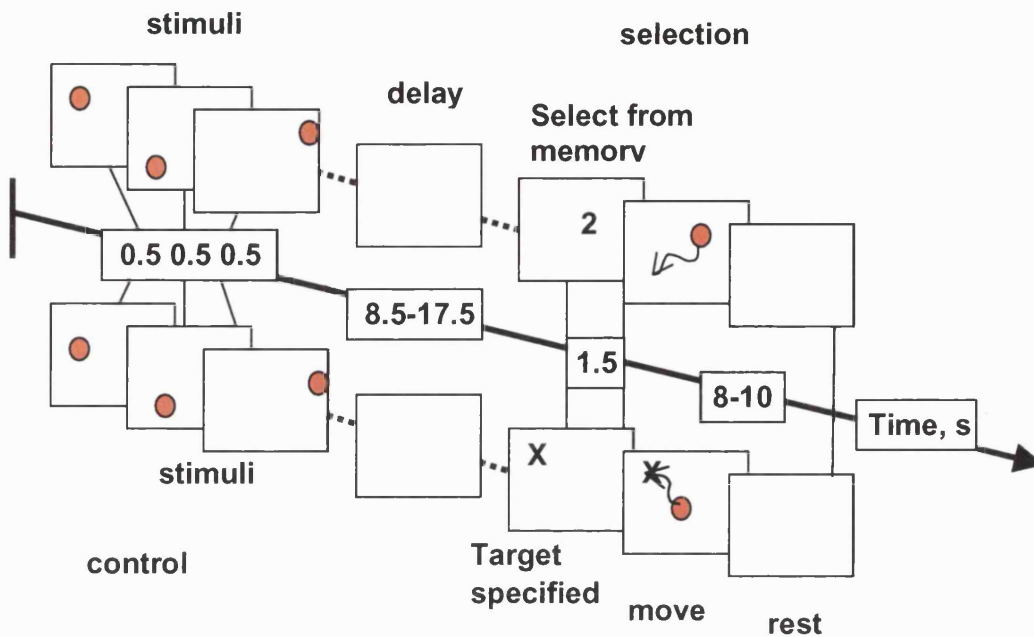 stimuli
selection
delay
Select from
memorv
2
0.5 0.5 0.5
8.5-17.5
1.5
8-10
Time, s
X
X
stimuli
control
Target
specified
move
rest